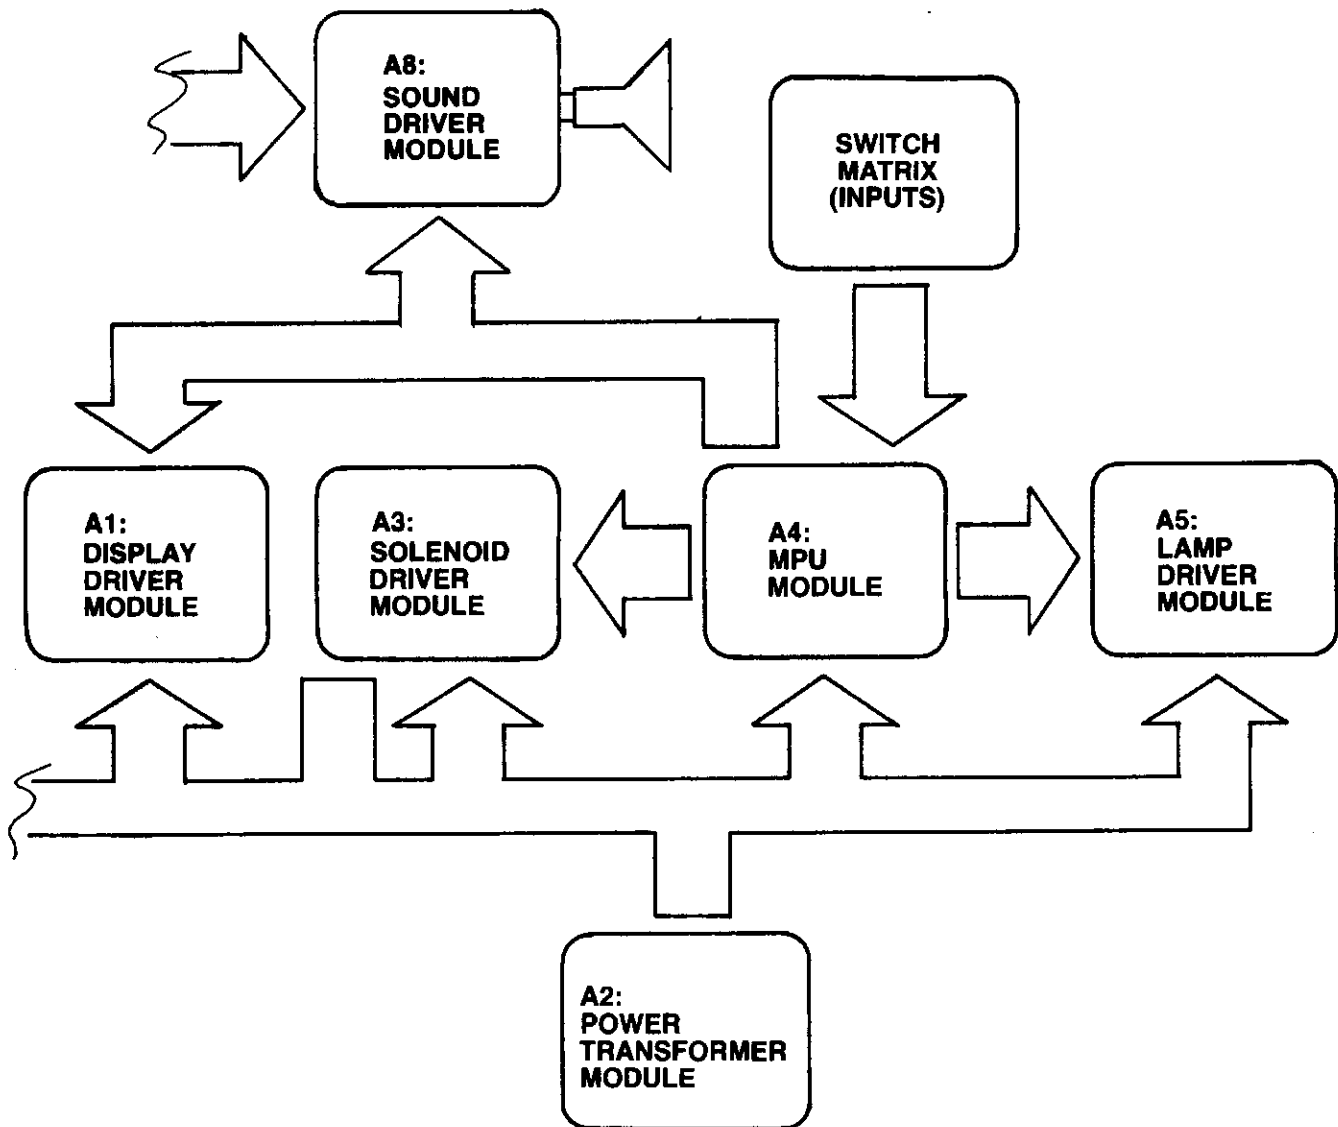 A8:
SOUND
DRIVER
MODULE
SWITCH
MATRIX
(INPUTS)
A1:
DISPLAY
DRIVER
MODULE
A3:
SOLENOID
DRIVER
MODULE
A4:
MPU
MODULE
A5:
LAMP
DRIVER
MODULE
A2:
POWER
TRANSFORMER
MODULE